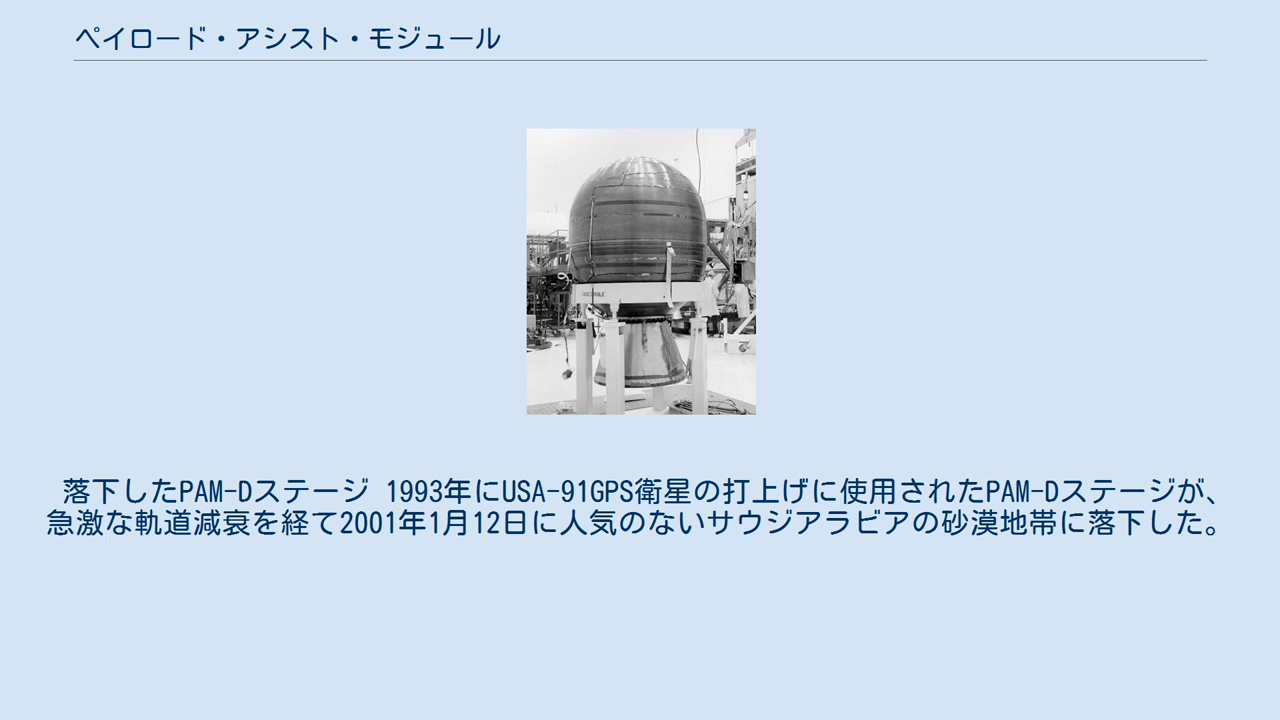 ペイロード・アシスト・モジュール
落下したPAM-Dステージ 1993年にUSA-91GPS衛星の打上げに使用されたPAM-Dステージが、
急激な軌道減衰を経て2001年1月12日に人気のないサウジアラビアの砂漠地帯に落下した。